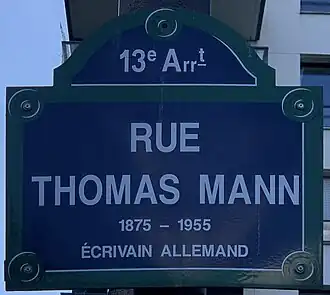 13e Arrt
RUE
THOMAS MANN
1875 – 1955
ÉCRIVAIN ALLEMAND